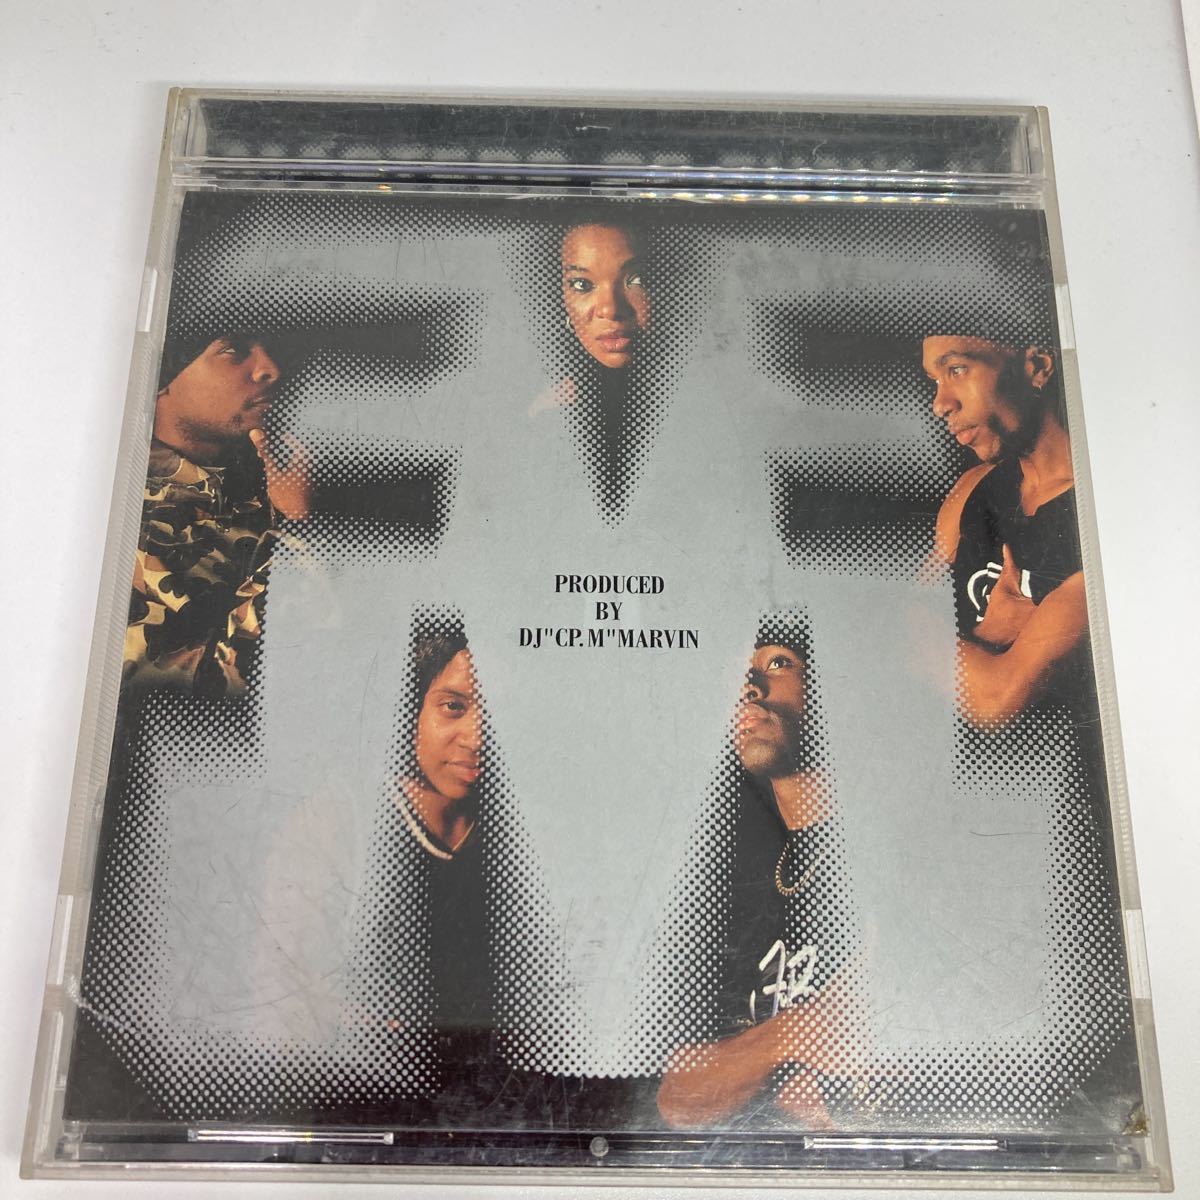 PRODUCED
BY
DJ"CP. M"MARVIN